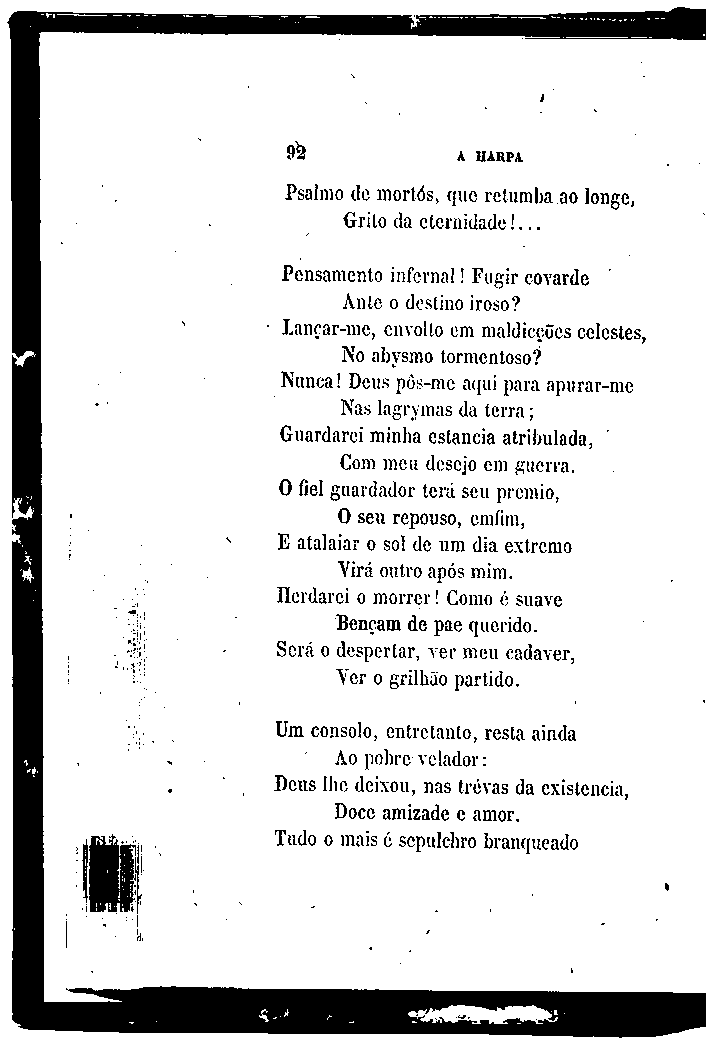 92 A HARPA
Psalmo de mortós, que retumba ao longe,
Grito da eternidade!...
Pensamento infernal! Fugir covarde
Ante o destino iroso?
Lançar-me, envolto em maldicções celestes,
No abysmo tormentoso?
Nunca! Deus pôs-me aqui para apurar-me
Nas lagrymas da terra;
Guardarei minha estancia atribulada,
Com meu desejo em guerra.
O fiel guardador terá seu premio,
O seu repouso, emfim,
E atalaiar o sol de um dia extremo
Virá outro após mim.
Herdarei o morrer! Como é suave
Bençam de pae querido.
Será o despertar, ver meu cadaver,
Ver o grilhão partido.
Um consolo, entretanto, resta ainda
Ao pobre velador:
Deus lhe deixou, nas trévas da existencia,
Doce amizade e amor.
Tudo o mais é sepulchro branqueado